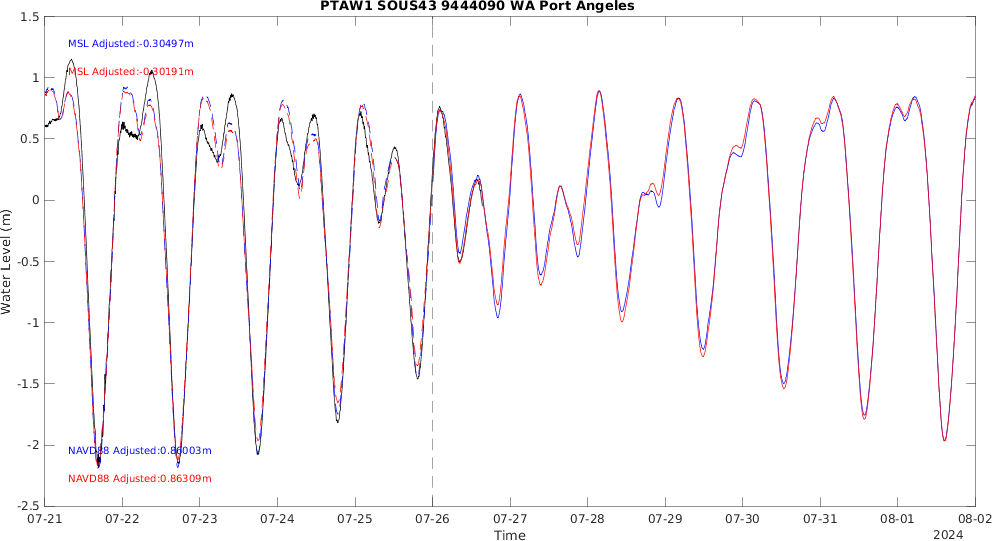 PTAW1 SOUS43 9444090 WA Port Angeles
1.5
1
0.5
0
-0.5
-1
-1.5
-2
-2.5
Water Level (m)
MSL Adjusted:-0.30497m
MSL Adjusted:-0.30191m
NAVD88 Adjusted:0.86003m
NAVD88 Adjusted:0.86309m
07-21 07-22 07-23 07-24 07-25 07-26 07-27 07-28 07-29 07-30 07-31 08-01 08-02
Time
2024